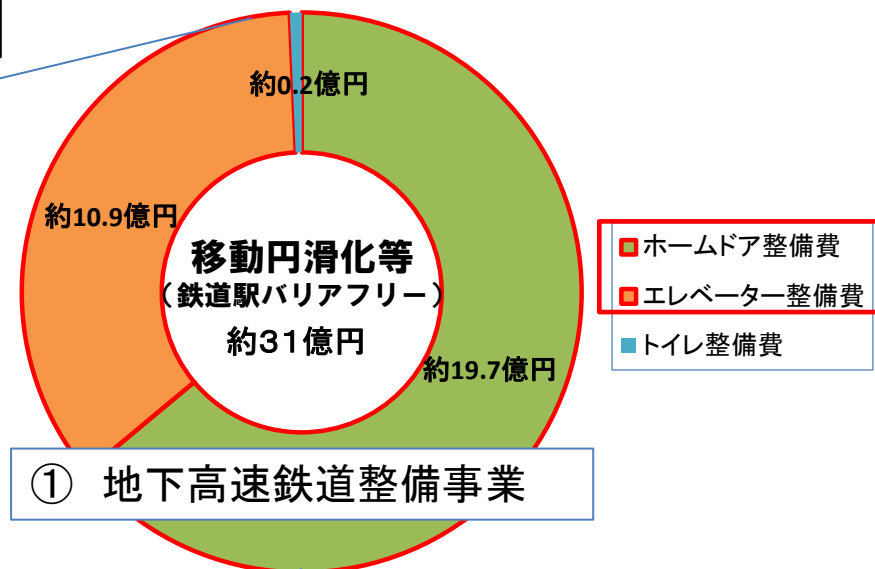 約0.2億円
約10.9億円
移動円滑化等
（鉄道駅バリアフリー）
約31億円
約19.7億円
ホームドア整備費
エレベーター整備費
トイレ整備費
① 地下高速鉄道整備事業